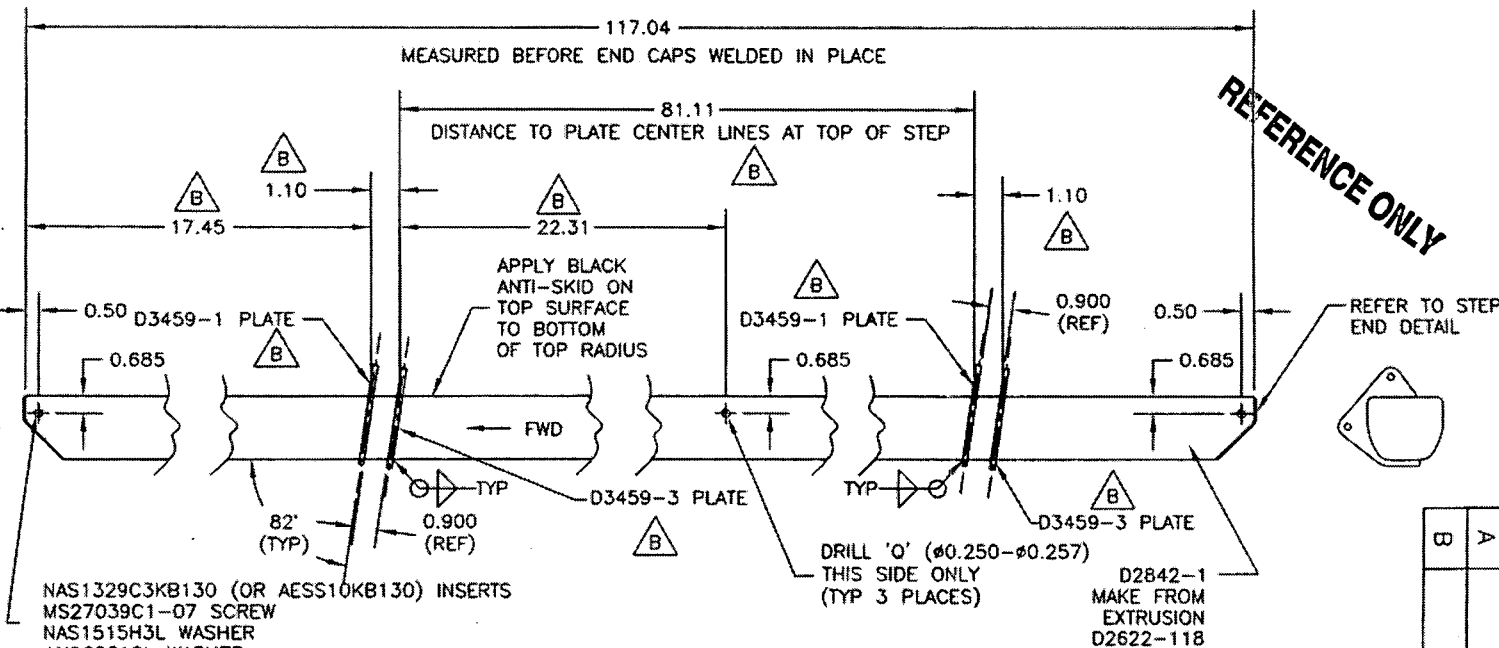 117.04
MEASURED BEFORE END CAPS WELDED IN PLACE
81.11
DISTANCE TO PLATE CENTER LINES AT TOP OF STEP
REFERENCE ONLY
B
1.10
B
17.45
B
22.31
B
1.10
B
APPLY BLACK
ANTI-SKID ON
TOP SURFACE
TO BOTTOM
OF TOP RADIUS
B
0.50
D3459-1 PLATE
B
0.685
D3459-1 PLATE
0.900
(REF)
0.50
REFER TO STEP
END DETAIL
0.685
0.685
FWD
TYP
D3459-3 PLATE
B
TYP
B
D3459-3 PLATE
82°
(TYP)
0.900
(REF)
DRILL 'Q' (ø0.250-ø0.257)
THIS SIDE ONLY
(TYP 3 PLACES)
D2842-1
MAKE FROM
EXTRUSION
D2622-118
NAS1329C3KB130 (OR AESS10KB130) INSERTS
MS27039C1-07 SCREW
NAS1515H3L WASHER
A
B